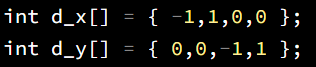 int d_x[] = { -1,1,0,0 };
int d_y[] = { 0,0,-1,1 };